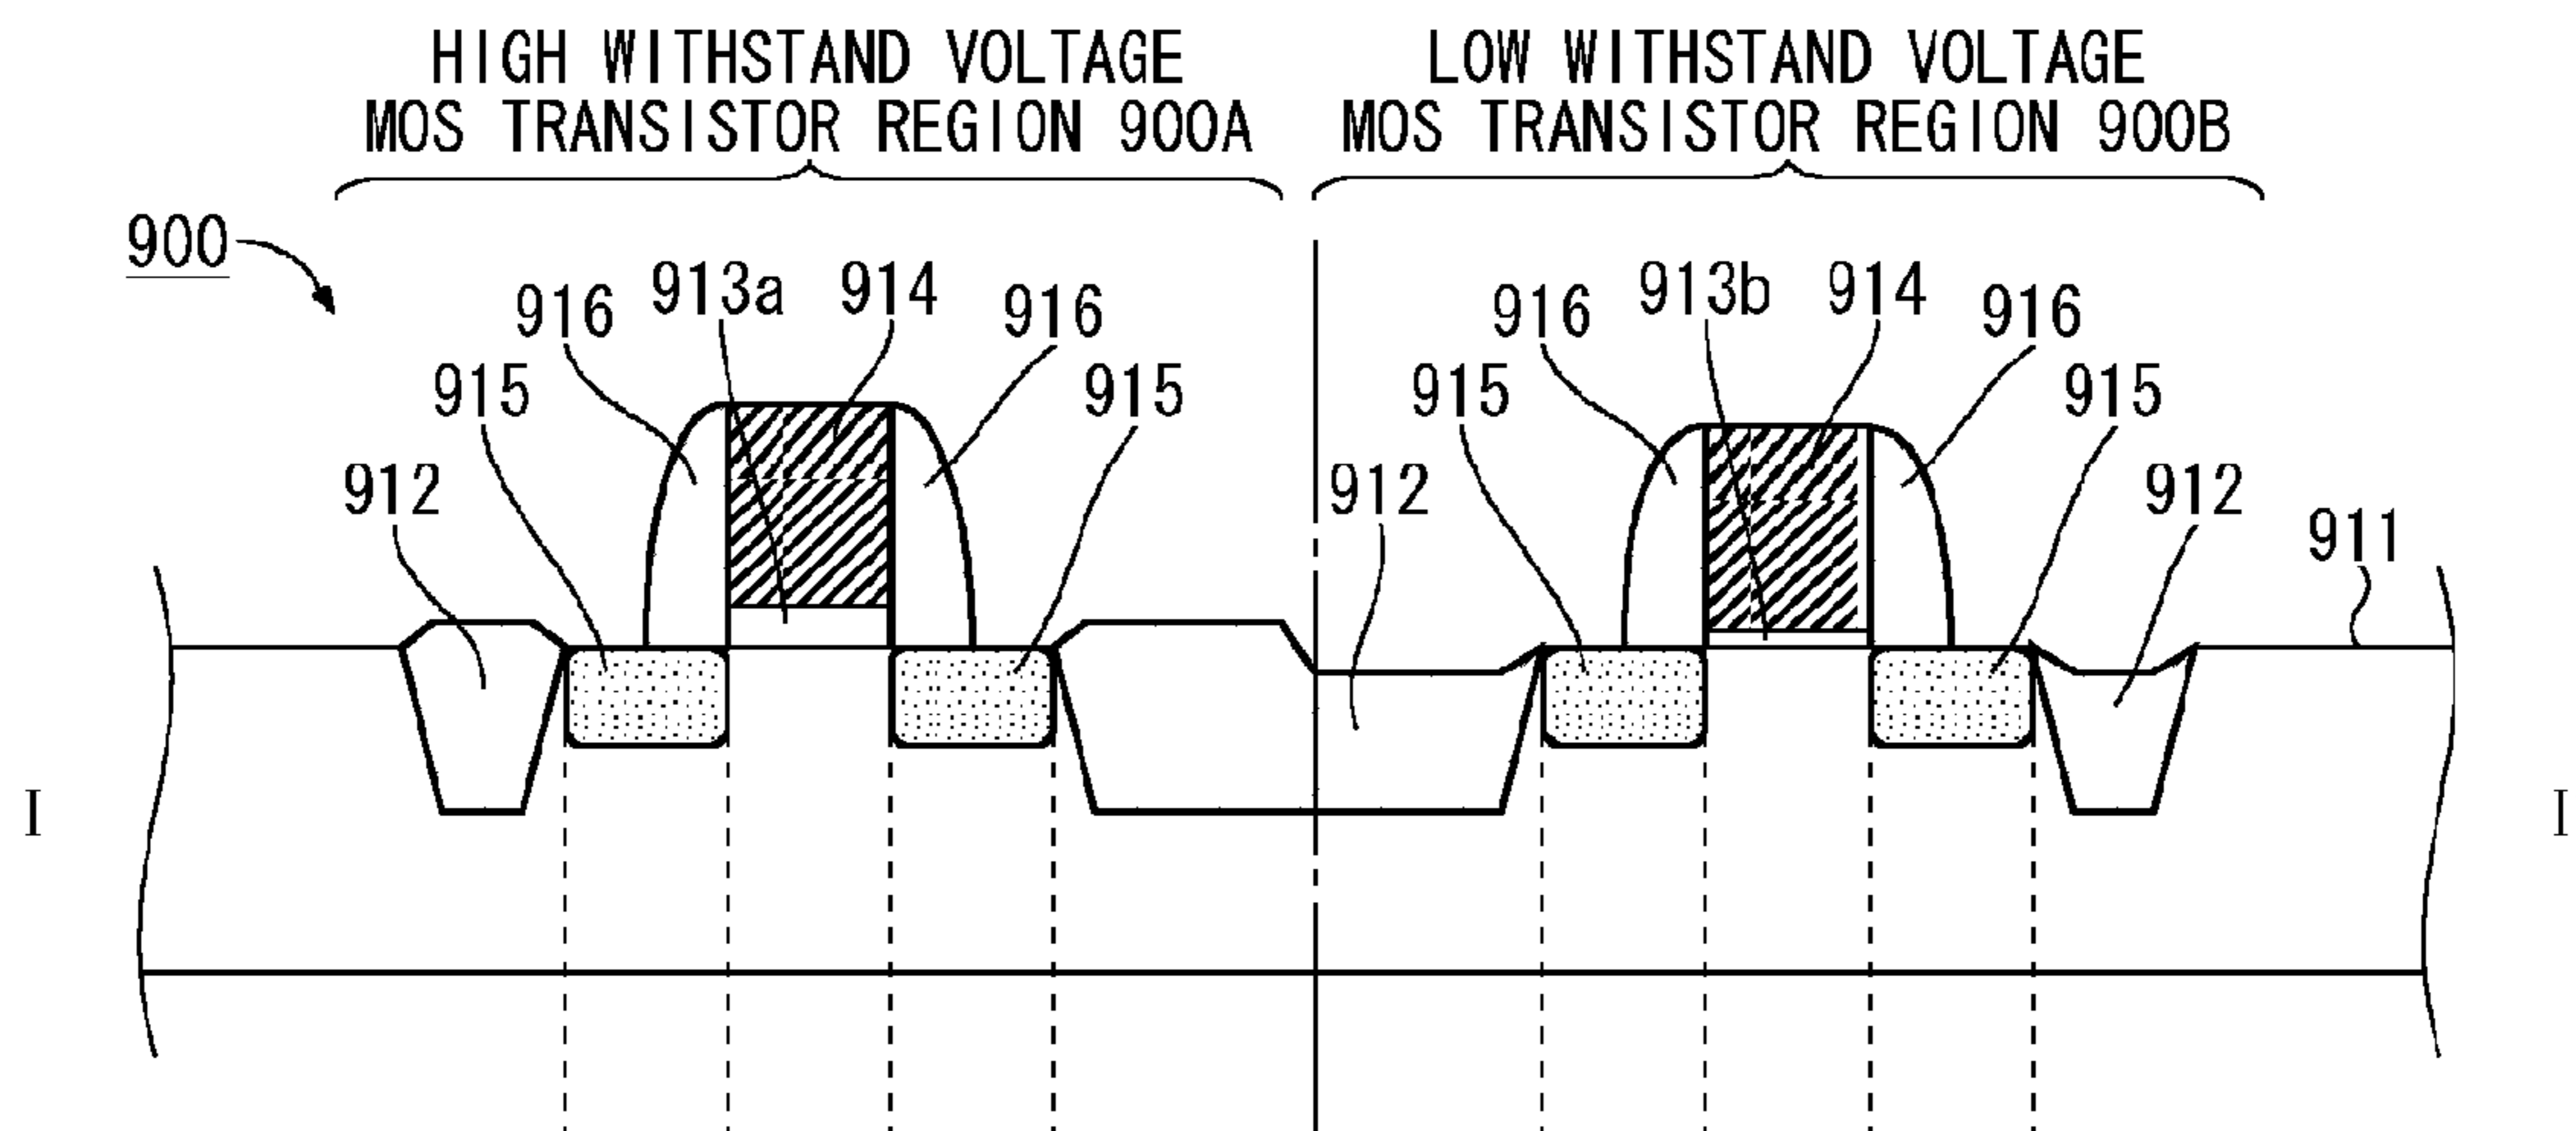 HIGH WITHSTAND VOLTAGE
MOS TRANSISTOR REGION 900A
LOW WITHSTAND VOLTAGE
MOS TRANSISTOR REGION 900B
900
916 913a 914 916
916 913b 914 916
915 915
915 915
912
912
912
911
I I